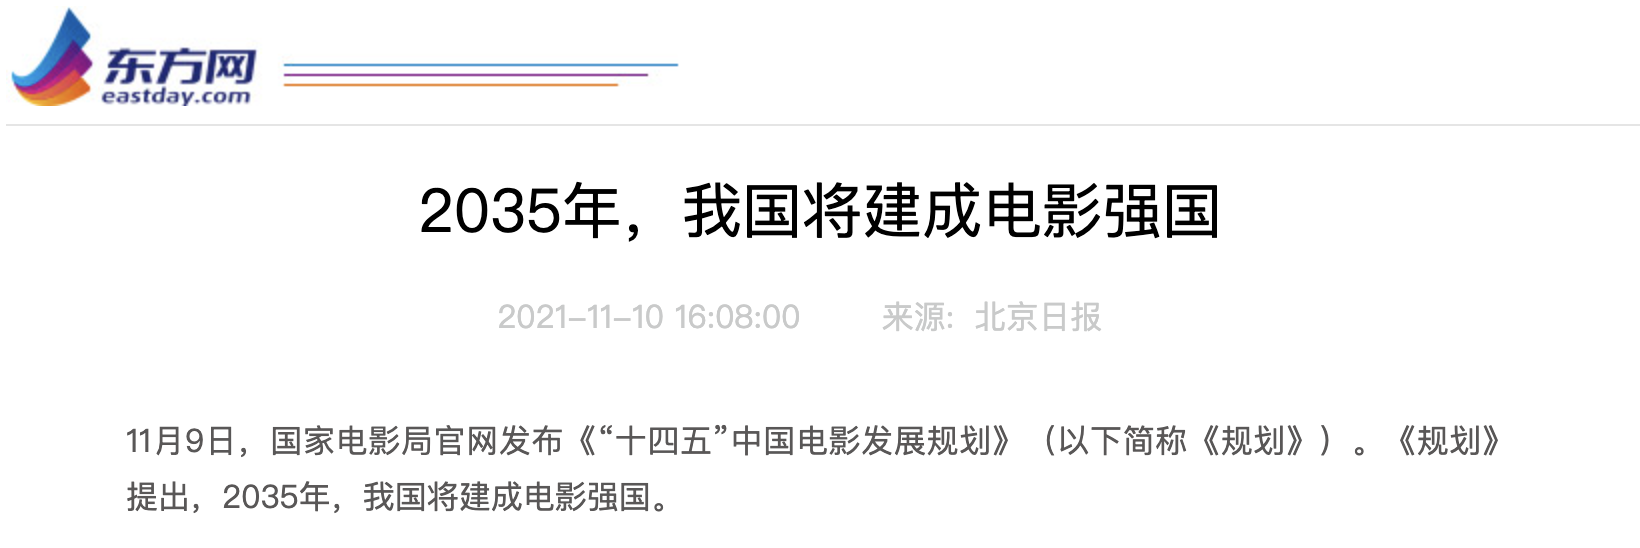 东方网
eastday.com
2035年，我国将建成电影强国
2021-11-10 16:08:00 来源：北京日报
11月9日，国家电影局官网发布《“十四五”中国电影发展规划》（以下简称《规划》）。《规划》
提出，2035年，我国将建成电影强国。